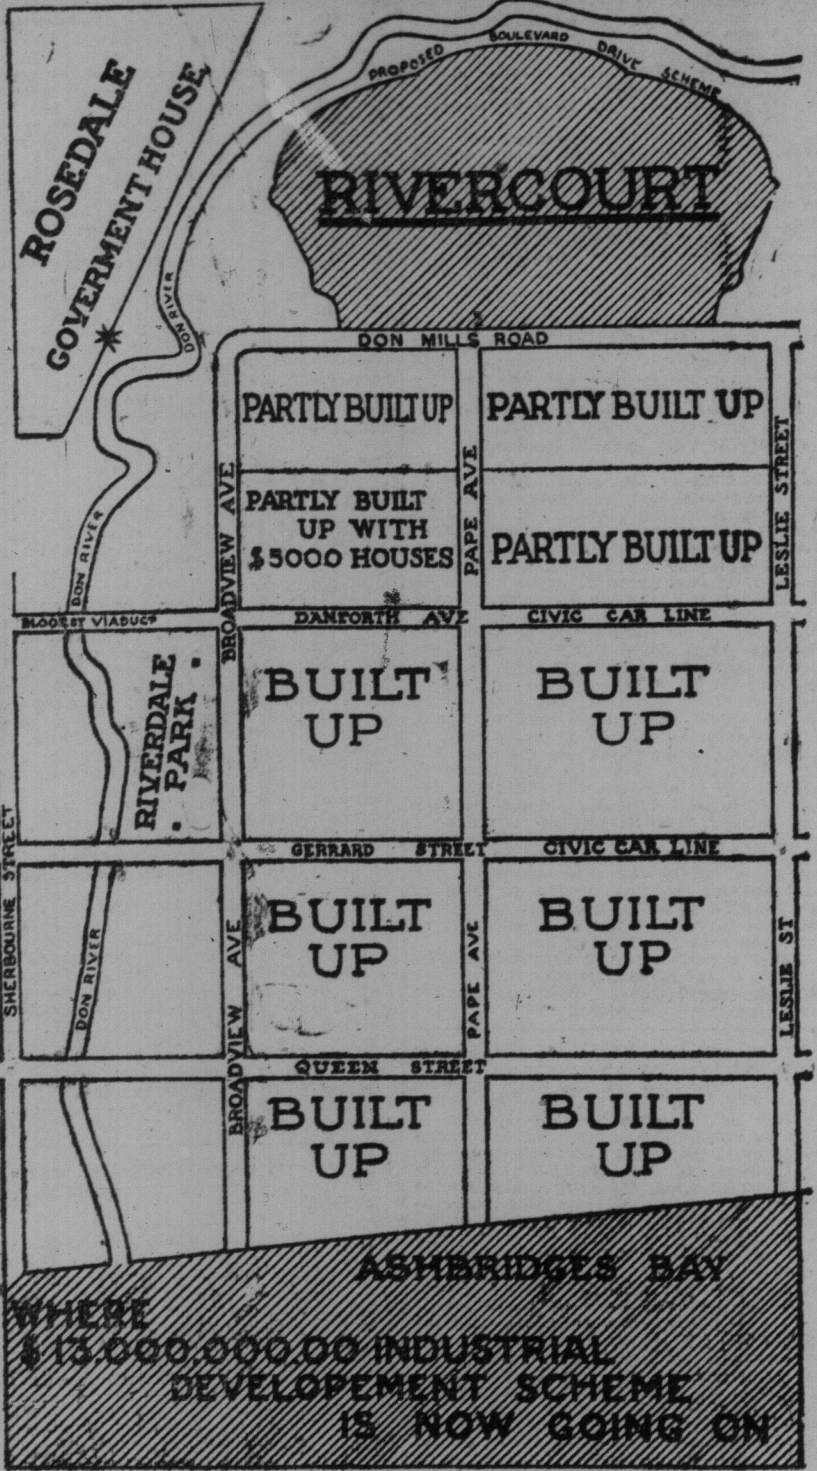 ROSEDALE
GOVERMENT HOUSE
PROPOSED BOULEVARD DRIVE SCHEME
RIVERCOURT
DON RIVER
DON MILLS ROAD
PARTLY BUILT UP
PARTLY BUILT UP
BROADVIEW AVE
PAPE AVE
LESLIE STREET
PARTLY BUILT
UP WITH
$5000 HOUSES
PARTLY BUILT UP
DON RIVER
BLOOR ST VIADUCT
DANFORTH AVE
CIVIC CAR LINE
RIVERDALE
PARK
BUILT
UP
BUILT
UP
GERRARD STREET
CIVIC CAR LINE
SHERBOURNE STREET
DON RIVER
BROADVIEW AVE
BUILT
UP
PAPE AVE
BUILT
UP
LESLIE ST
QUEEN STREET
BUILT
UP
BUILT
UP
ASHBRIDGES BAY
WHERE
$13.000.000.00 INDUSTRIAL
DEVELOPEMENT SCHEME
IS NOW GOING ON